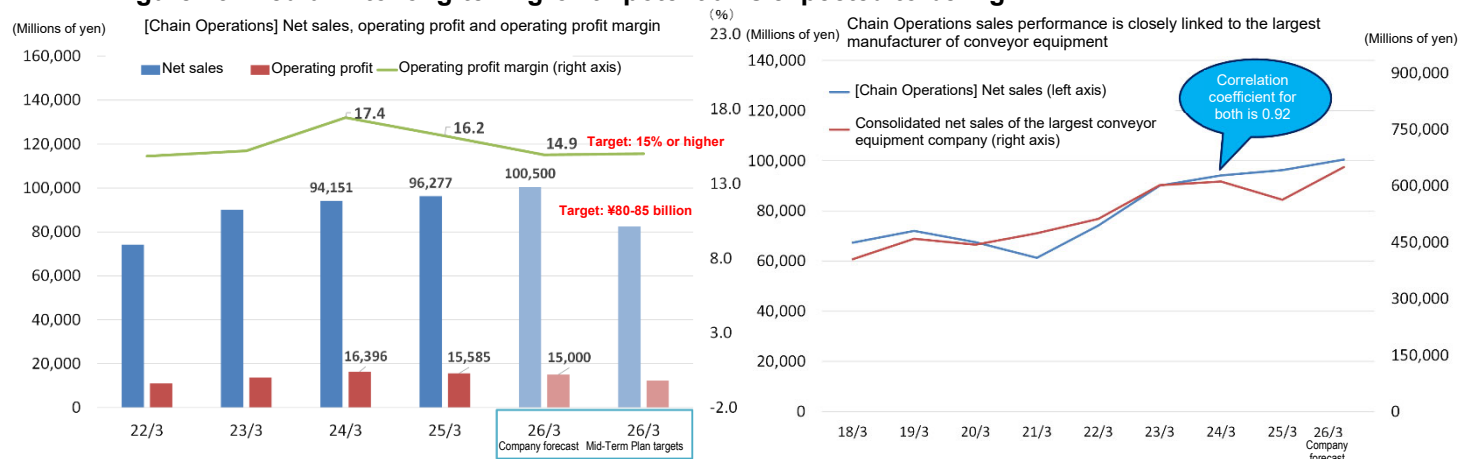 (Millions of yen)
[Chain Operations] Net sales, operating profit and operating profit margin
(%)
23.0
160,000
140,000
120,000
100,000
80,000
60,000
40,000
20,000
0
Net sales
Operating profit
Operating profit margin (right axis)
18.0
13.0
8.0
3.0
-2.0
17.4
16.2
14.9
Target: 15% or higher
94,151
96,277
100,500
Target: ¥80-85 billion
16,396
15,585
15,000
22/3
23/3
24/3
25/3
26/3
Company forecast
26/3
Mid-Term Plan targets
Chain Operations sales performance is closely linked to the largest
manufacturer of conveyor equipment
(Millions of yen)
(Millions of yen)
140,000
120,000
100,000
80,000
60,000
40,000
20,000
0
[Chain Operations] Net sales (left axis)
Consolidated net sales of the largest conveyor
equipment company (right axis)
Correlation
coefficient for
both is 0.92
900,000
750,000
600,000
450,000
300,000
150,000
0
18/3
19/3
20/3
21/3
22/3
23/3
24/3
25/3
26/3
Company
forecast